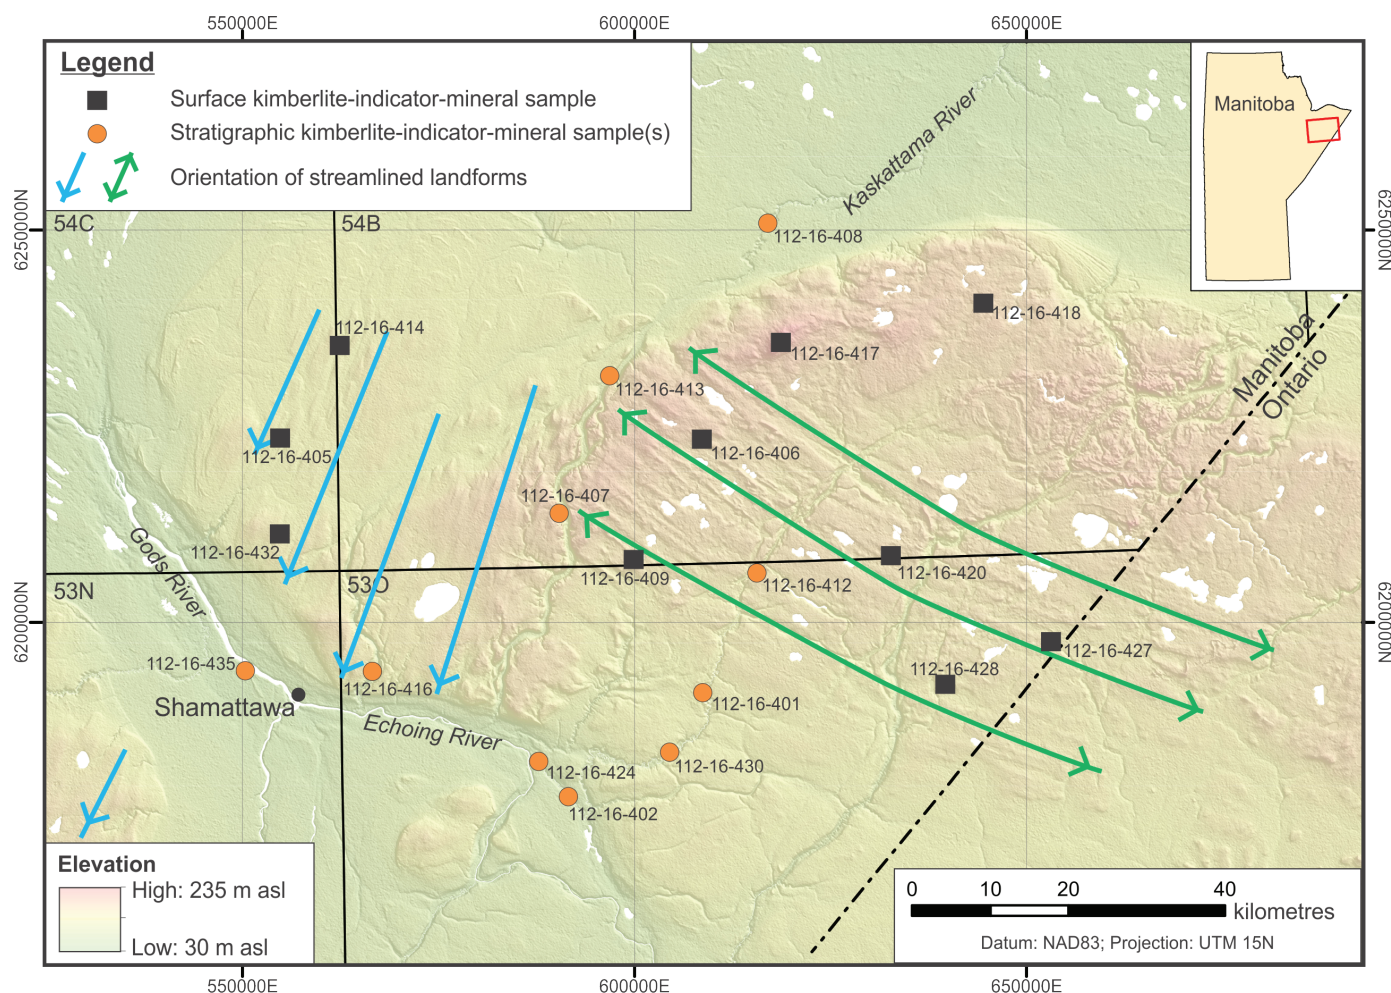 550000E
600000E
650000E
Legend
Surface kimberlite-indicator-mineral sample
Stratigraphic kimberlite-indicator-mineral sample(s)
Orientation of streamlined landforms
Manitoba
Kaskattama River
6250000N
6250000N
54C
54B
112-16-408
112-16-418
112-16-414
112-16-417
Manitoba
Ontario
112-16-413
112-16-405
112-16-406
112-16-407
112-16-432
Gods River
53N
53O
112-16-409
112-16-412
112-16-420
6200000N
6200000N
112-16-435
112-16-416
112-16-427
112-16-428
Shamattawa
112-16-401
Echoing River
112-16-424
112-16-430
112-16-402
Elevation
High: 235 m asl
Low: 30 m asl
0 10 20 40
kilometres
Datum: NAD83; Projection: UTM 15N
550000E
600000E
650000E